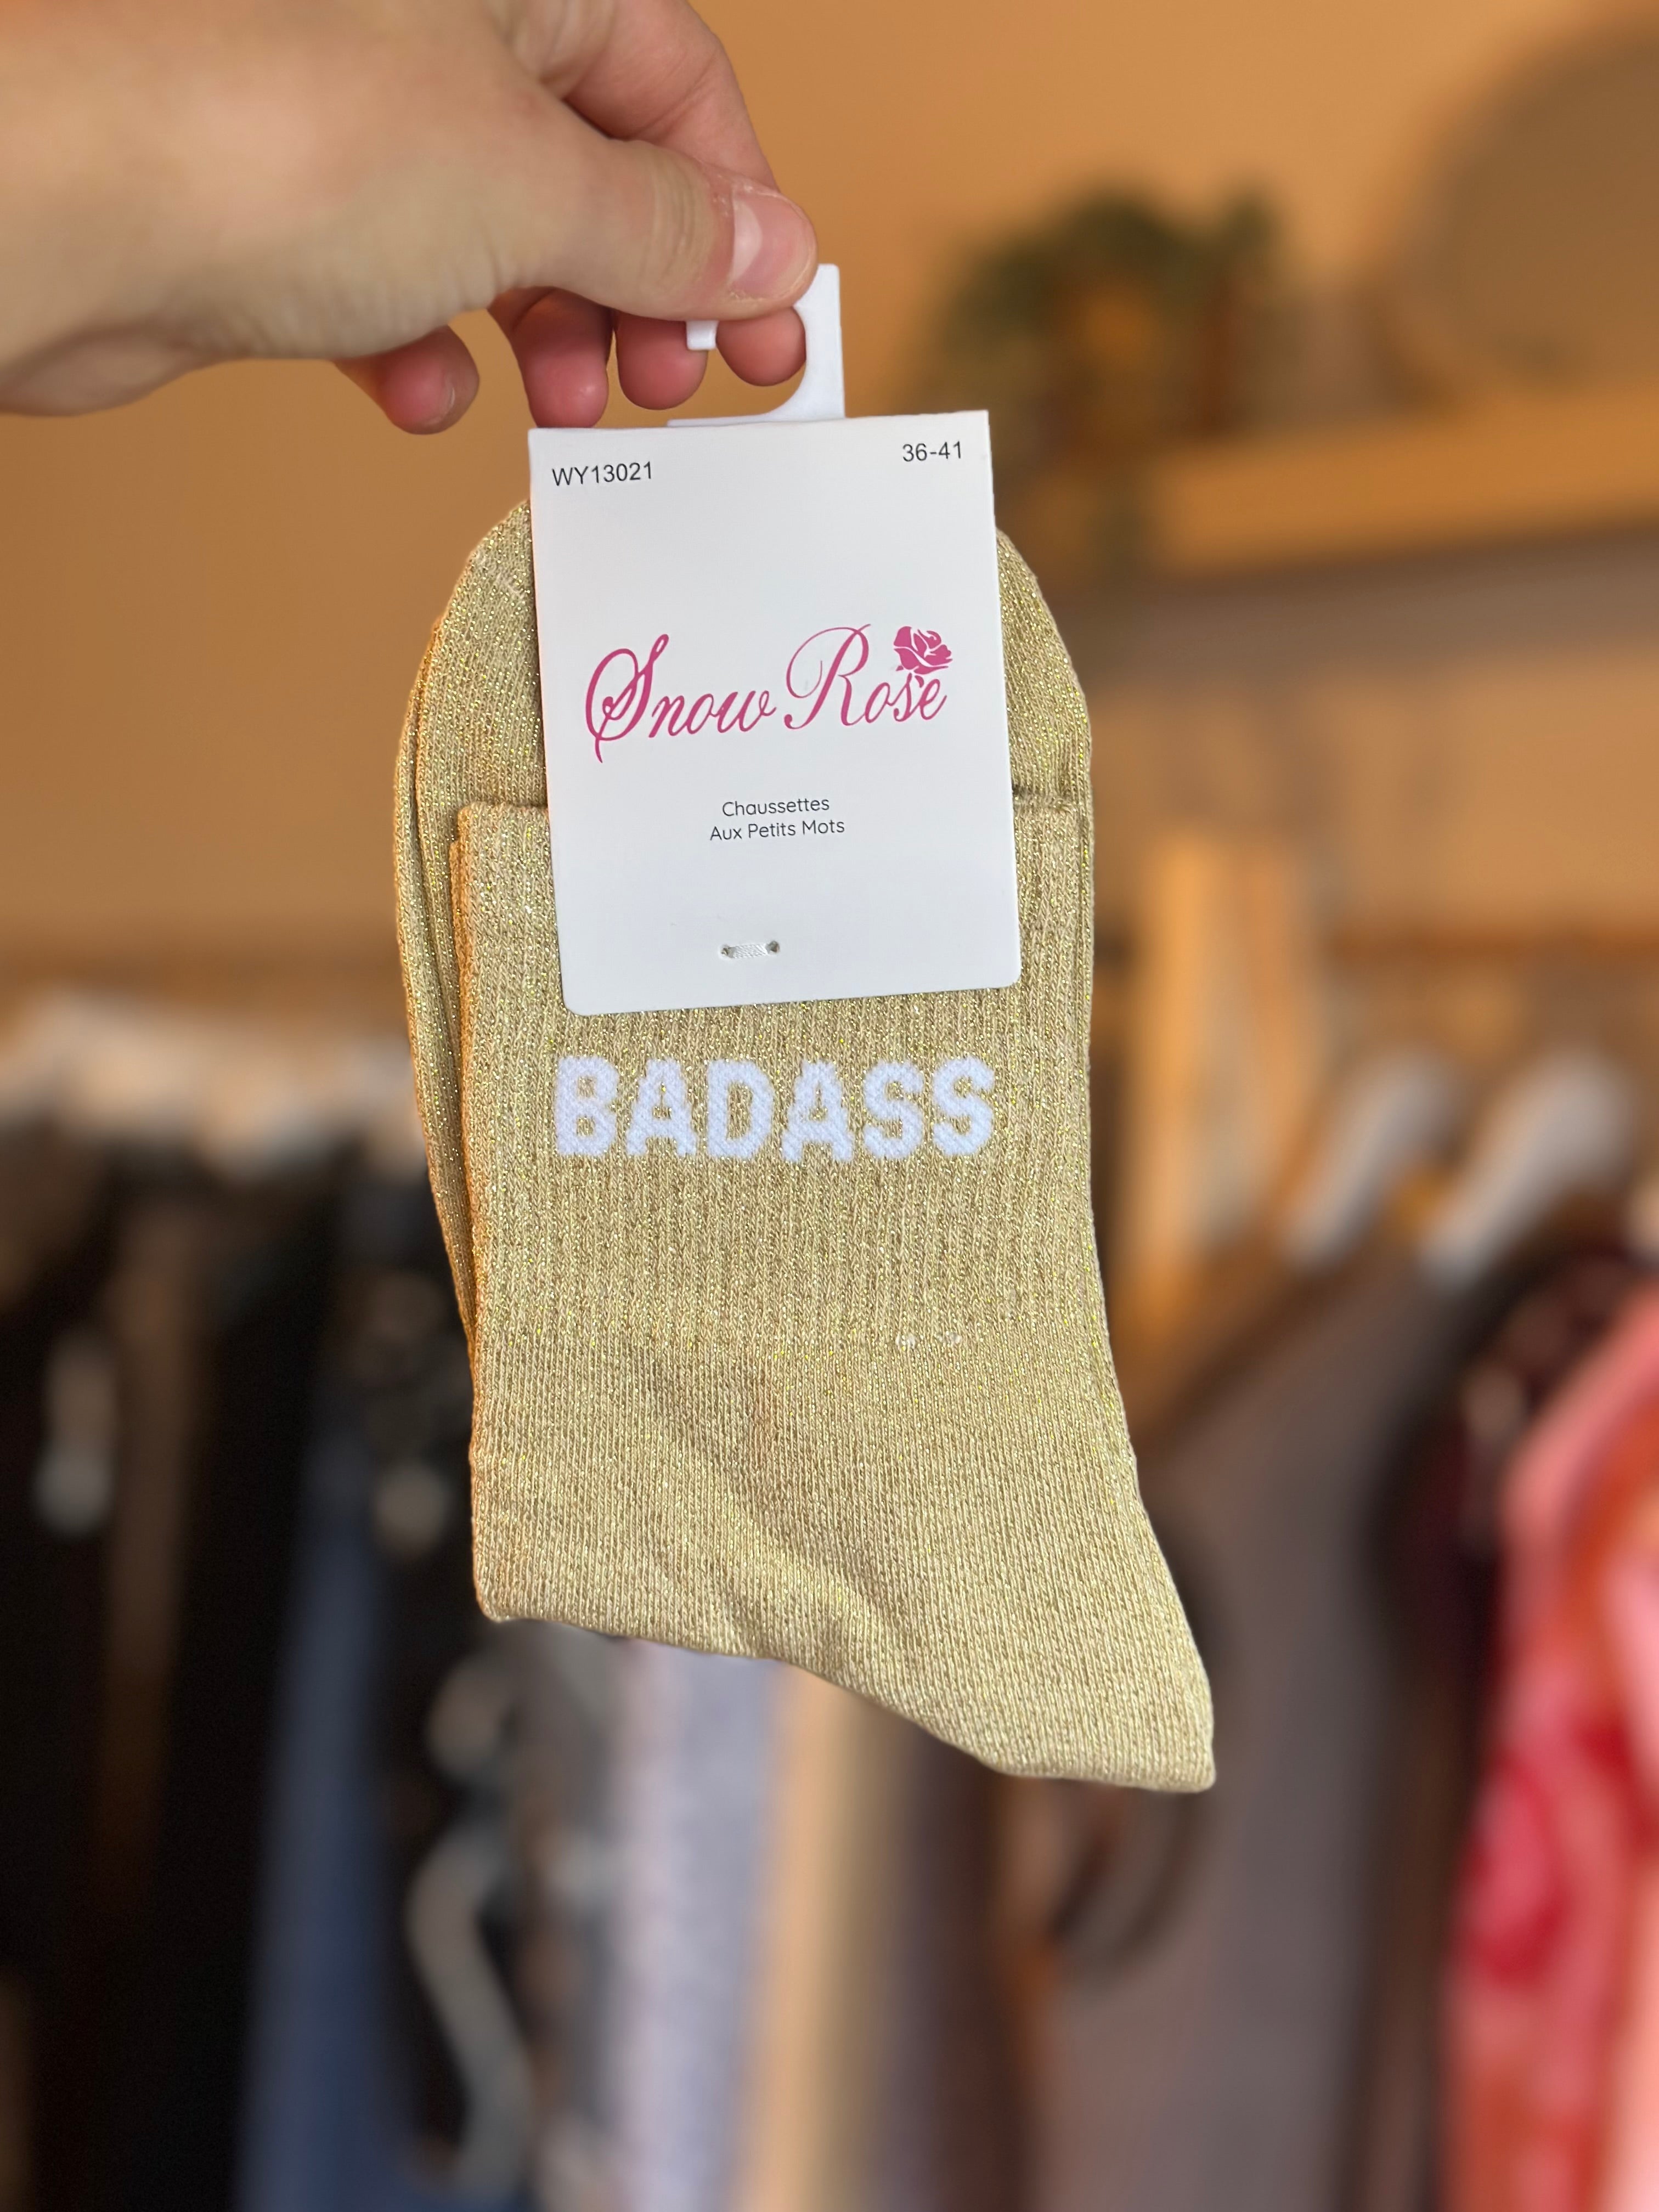 WY13021
36-41
Snow Rose
Chaussettes
Aux Petits Mots
BADASS